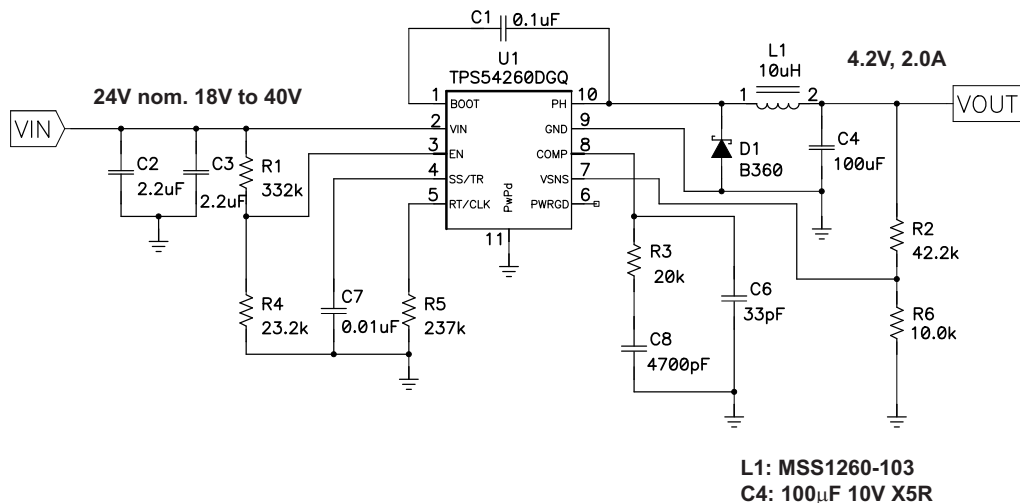 C1
0.1uF
U1
TPS54260DGQ
L1
10uH
4.2V, 2.0A
24V nom. 18V to 40V
1
BOOT
PH
10
1
2
VIN
2
VIN
GND
9
VOUT
3
EN
COMP
8
D1
B360
C4
100uF
C2
2.2uF
C3
2.2uF
R1
332k
4
SS/TR
VSNS
7
5
RT/CLK
PWRGD
6
PwPd
11
R2
42.2k
R3
20k
R4
23.2k
C7
0.01uF
R5
237k
C6
33pF
R6
10.0k
C8
4700pF
L1: MSS1260-103
C4: 100µF 10V X5R